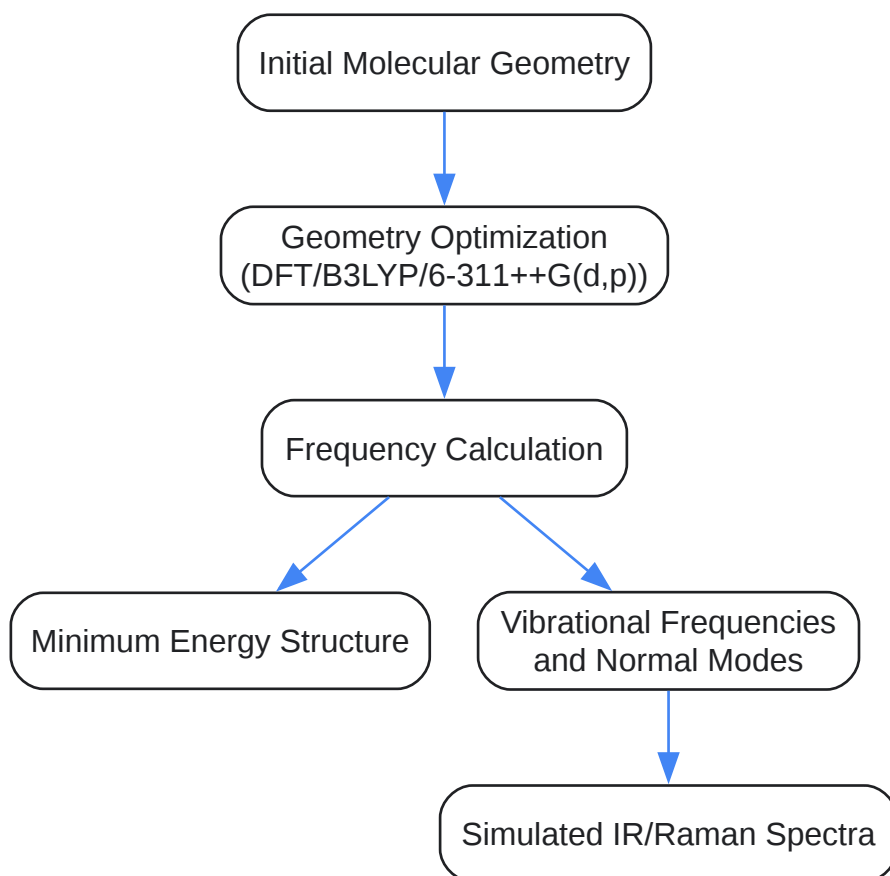 Initial Molecular Geometry
Geometry Optimization
(DFT/B3LYP/6-311++G(d,p))
Frequency Calculation
Minimum Energy Structure
Vibrational Frequencies
and Normal Modes
Simulated IR/Raman Spectra